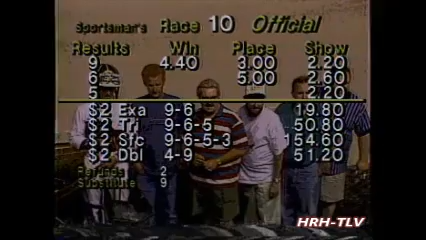 Sportsman's Race 10 Official
Results Win Place Show
9 4.40 3.00 2.20
6 5.00 2.60
5 2.20
$2 Exa 9-6 19.80
$2 Tri 9-6-5 50.80
$2 Sfc 9-6-5-3 154.60
$2 Dbl 4-9 51.20
Refunds 2
Substitute 9
HRH-TLV